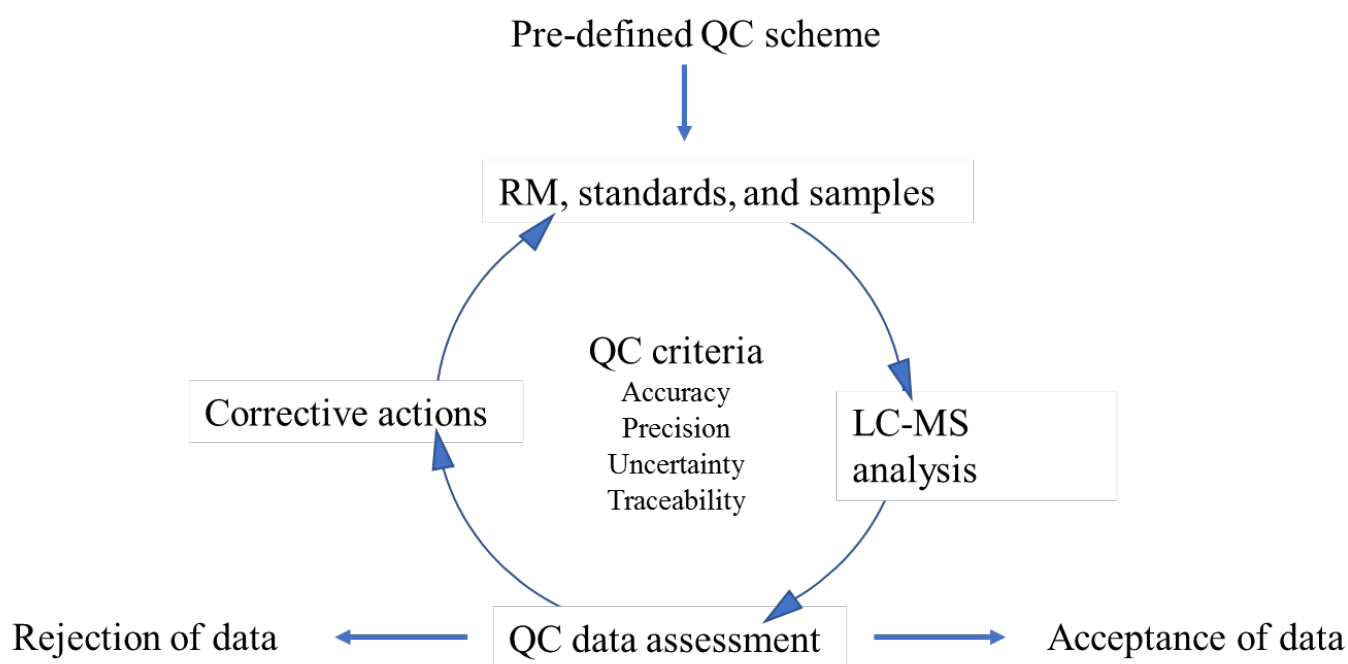 Pre-defined QC scheme
RM, standards, and samples
QC criteria
Accuracy
Precision
Uncertainty
Traceability
Corrective actions
LC-MS
analysis
Rejection of data
QC data assessment
Acceptance of data